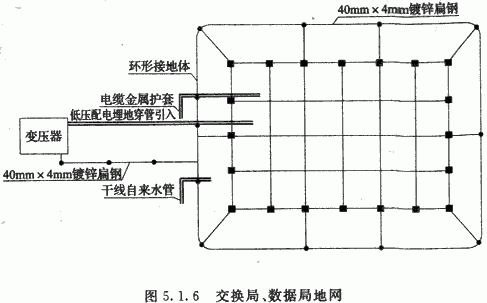 40mm×4mm镀锌扁钢
环形接地体
电缆金属护套
低压配电埋地穿管引入
变压器
40mm×4mm镀锌扁钢
干线自来水管
图 5.1.6 交换局、数据局地网